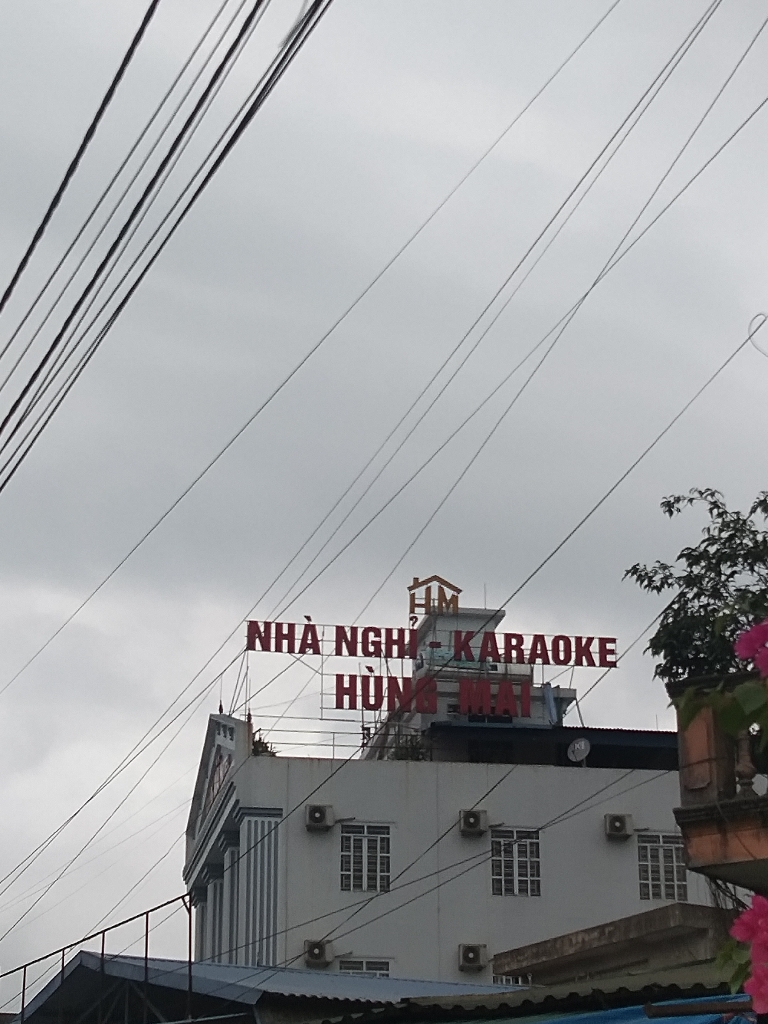 HM
NHÀ NGHỈ - KARAOKE
HÙNG MAI